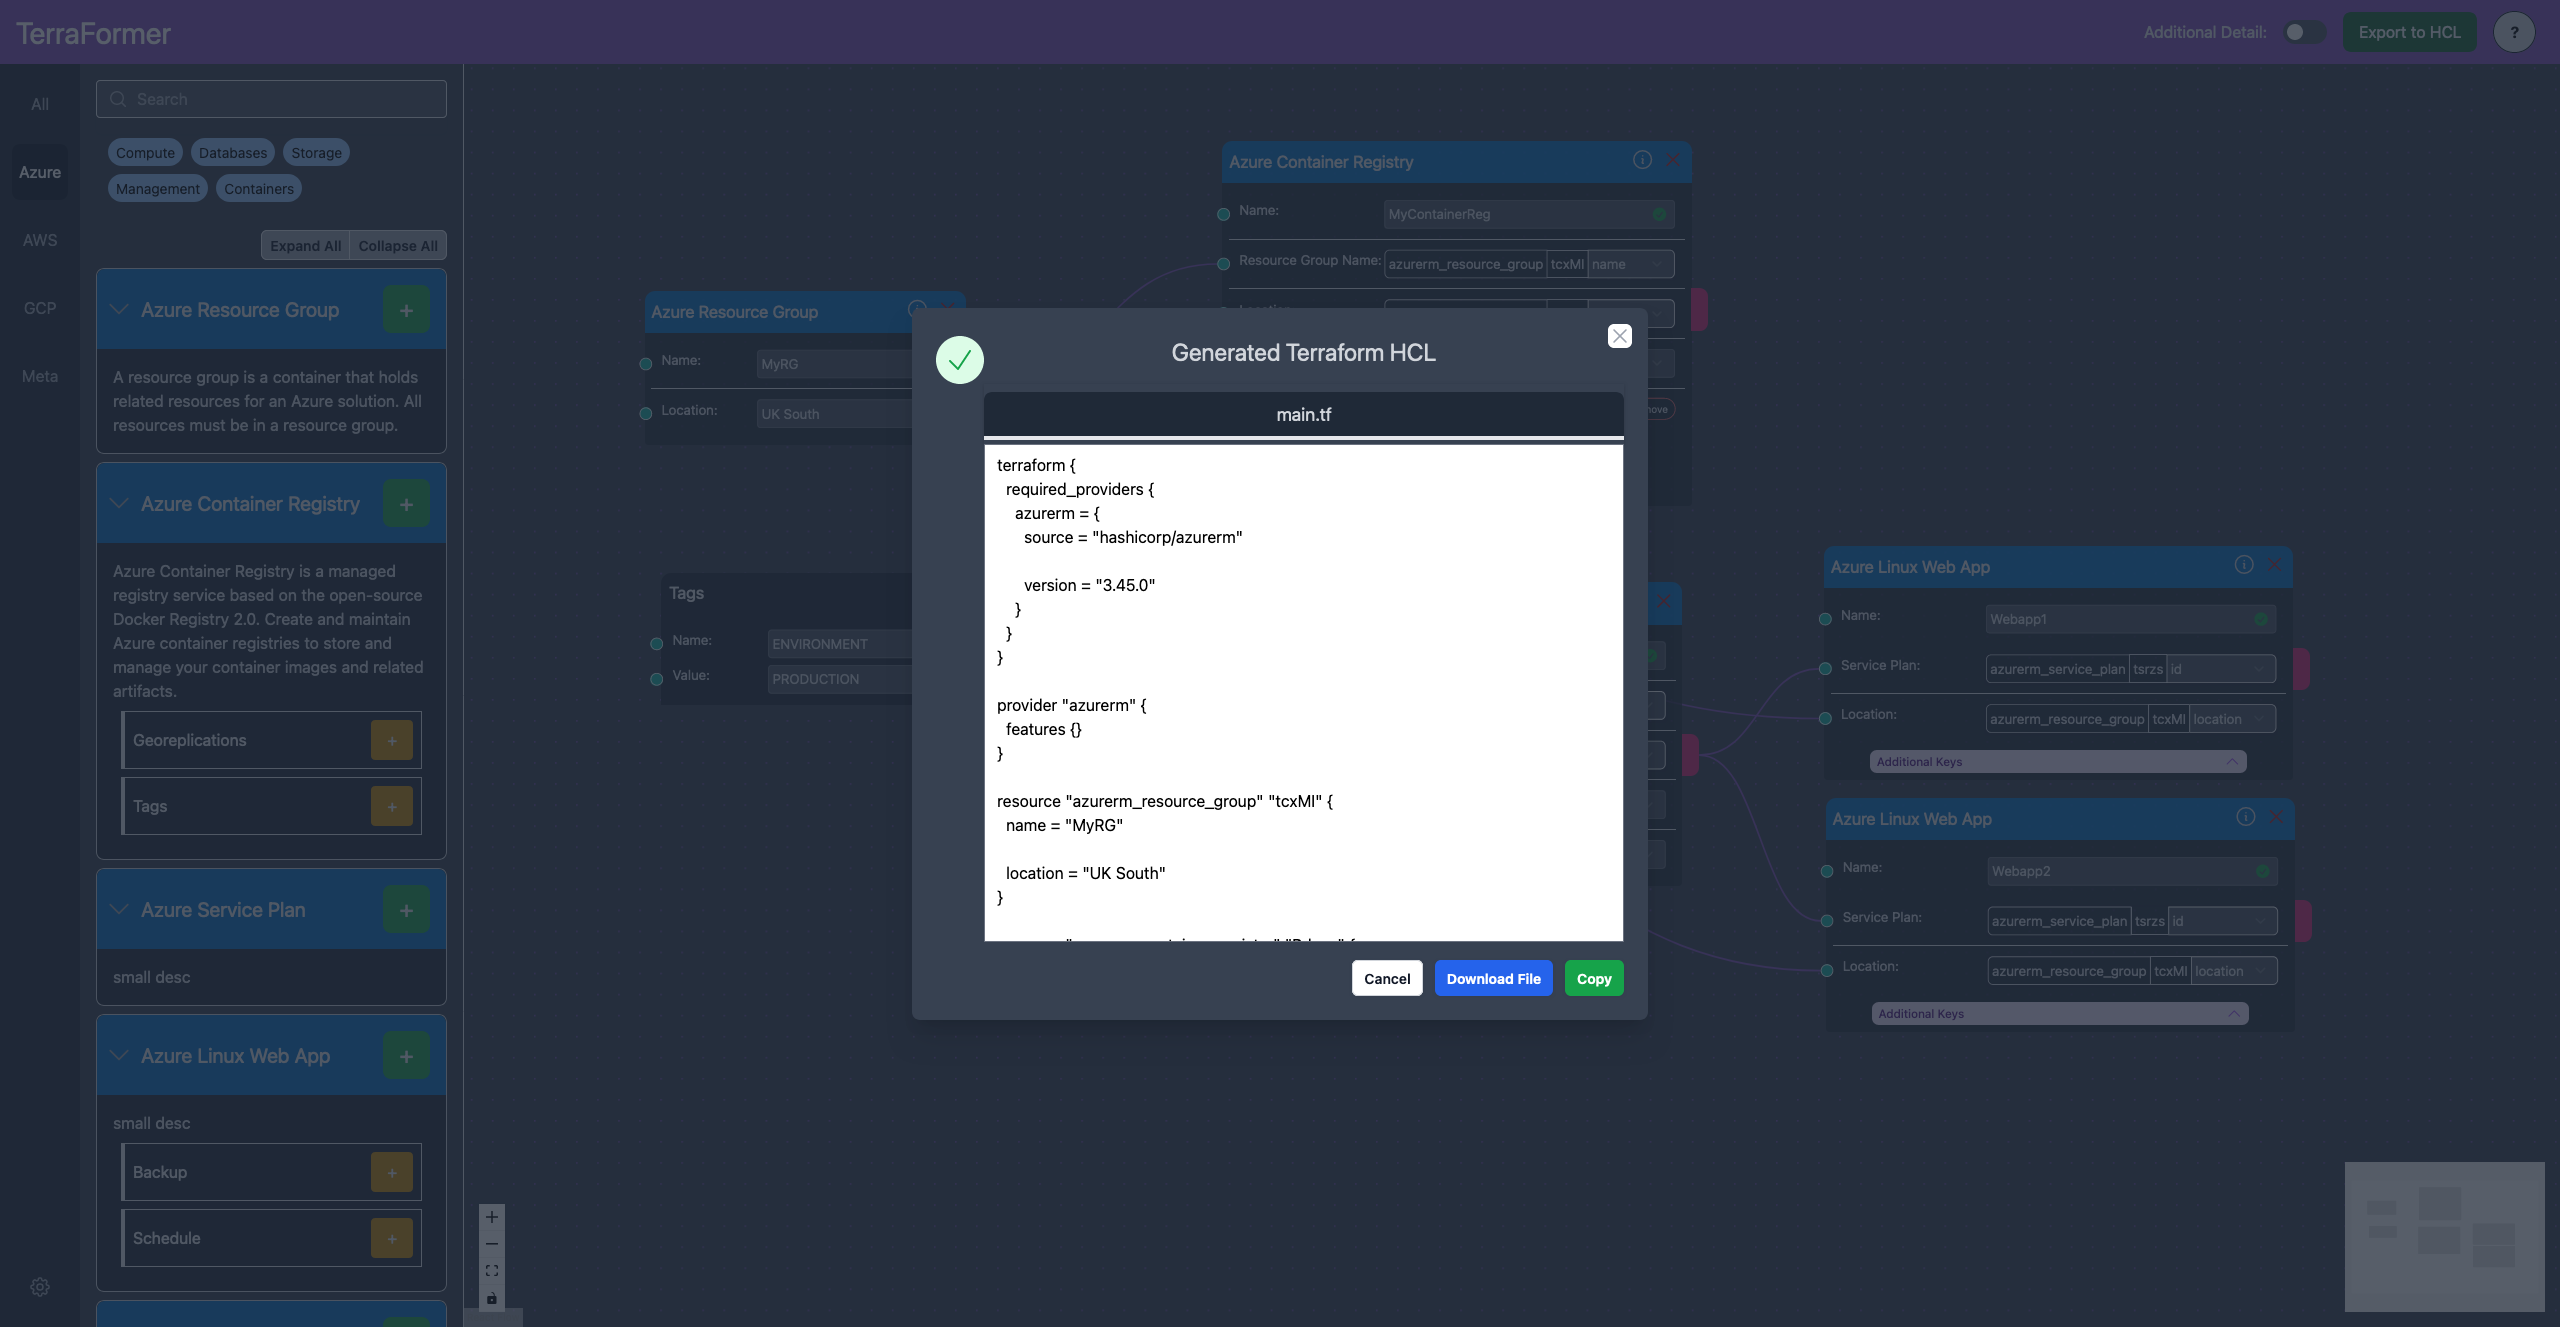 TerraFormer
Additional Detail:
Export to HCL
?
All
Azure
AWS
GCP
Meta
Search
Compute
Databases
Storage
Management
Containers
Expand All
Collapse All
Azure Resource Group
+
A resource group is a container that holds
related resources for an Azure solution. All
resources must be in a resource group.
Azure Container Registry
+
Azure Container Registry is a managed
registry service based on the open-source
Docker Registry 2.0. Create and maintain
Azure container registries to store and
manage your container images and related
artifacts.
Georeplications
+
Tags
+
Azure Service Plan
+
small desc
Azure Linux Web App
+
small desc
Backup
+
Schedule
+
Azure Resource Group
Name:
MyRG
Location:
UK South
Tags
Name:
ENVIRONMENT
Value:
PRODUCTION
Azure Container Registry
Name:
MyContainerReg
Resource Group Name:
azurerm_resource_group tcxMI name
Generated Terraform HCL
main.tf
terraform {
required_providers {
azurerm = {
source = "hashicorp/azurerm"
version = "3.45.0"
}
}
}
provider "azurerm" {
features {}
}
resource "azurerm_resource_group" "tcxMI" {
name = "MyRG"
location = "UK South"
}
Cancel
Download File
Copy
Azure Linux Web App
Name:
Webapp1
Service Plan:
azurerm_service_plan tsrzs id
Location:
azurerm_resource_group tcxMI location
Additional Keys
Azure Linux Web App
Name:
Webapp2
Service Plan:
azurerm_service_plan tsrzs id
Location:
azurerm_resource_group tcxMI location
Additional Keys